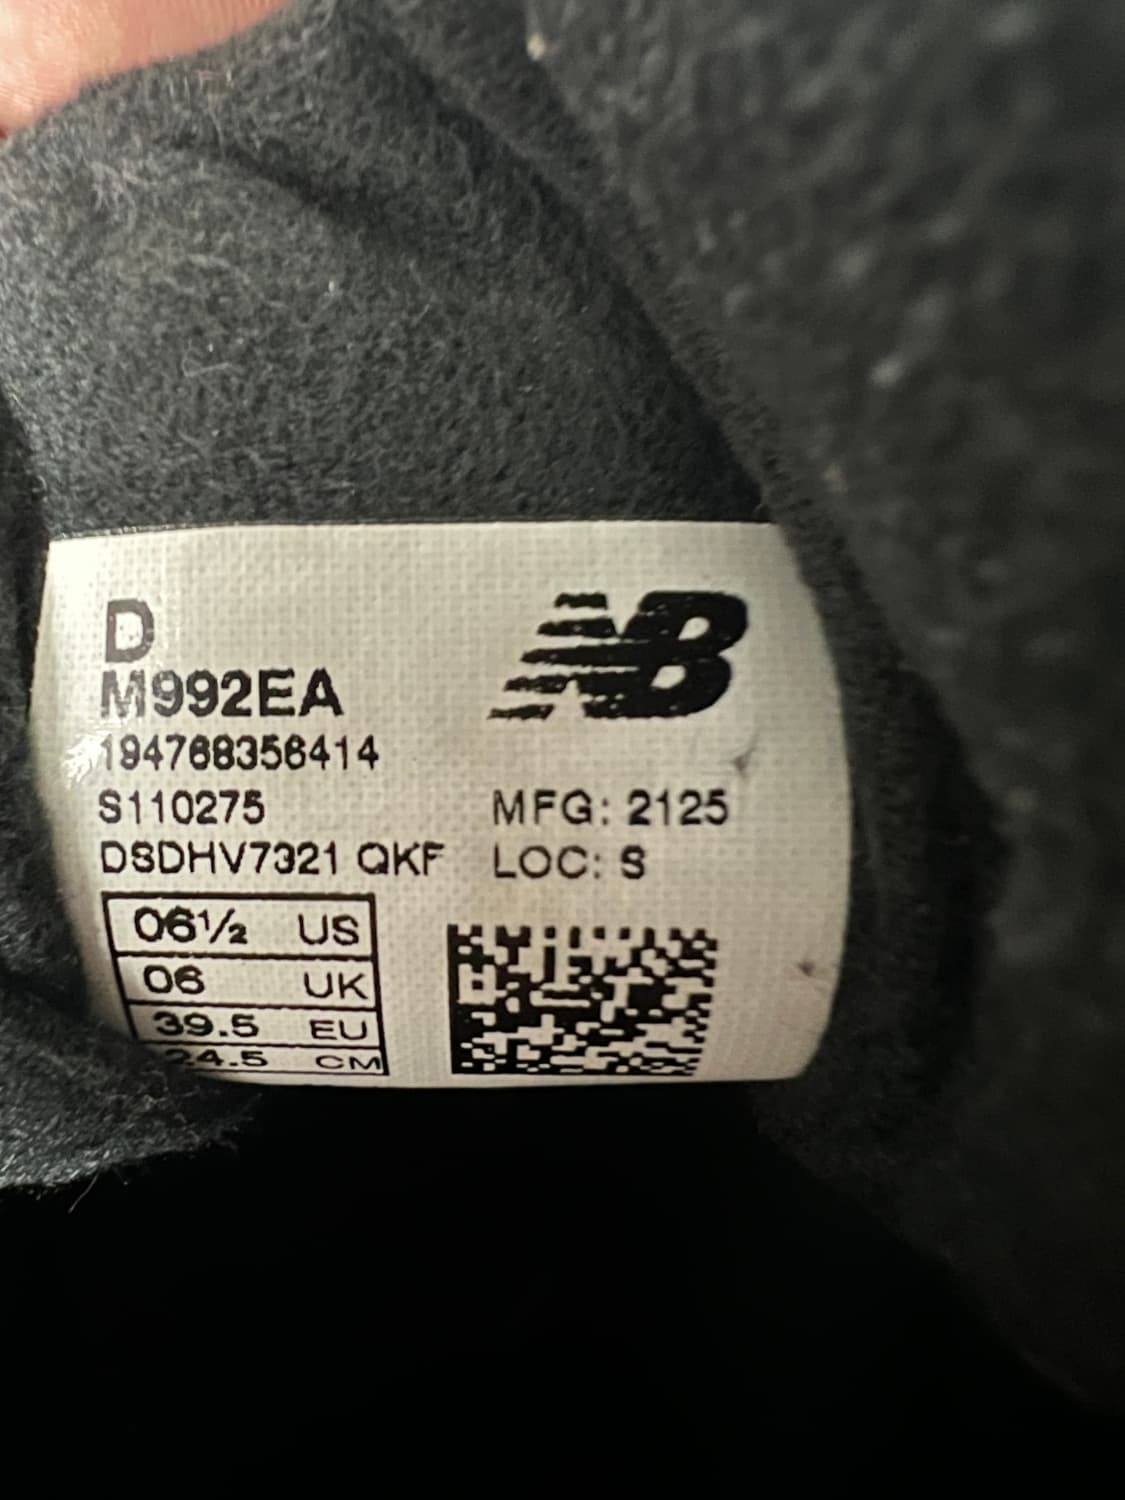 D
NB
M992EA
194768356414
S110275 MFG: 2125
DSDHV7321 QKF LOC: S
06½ US
06 UK
39.5 EU
24.5 CM